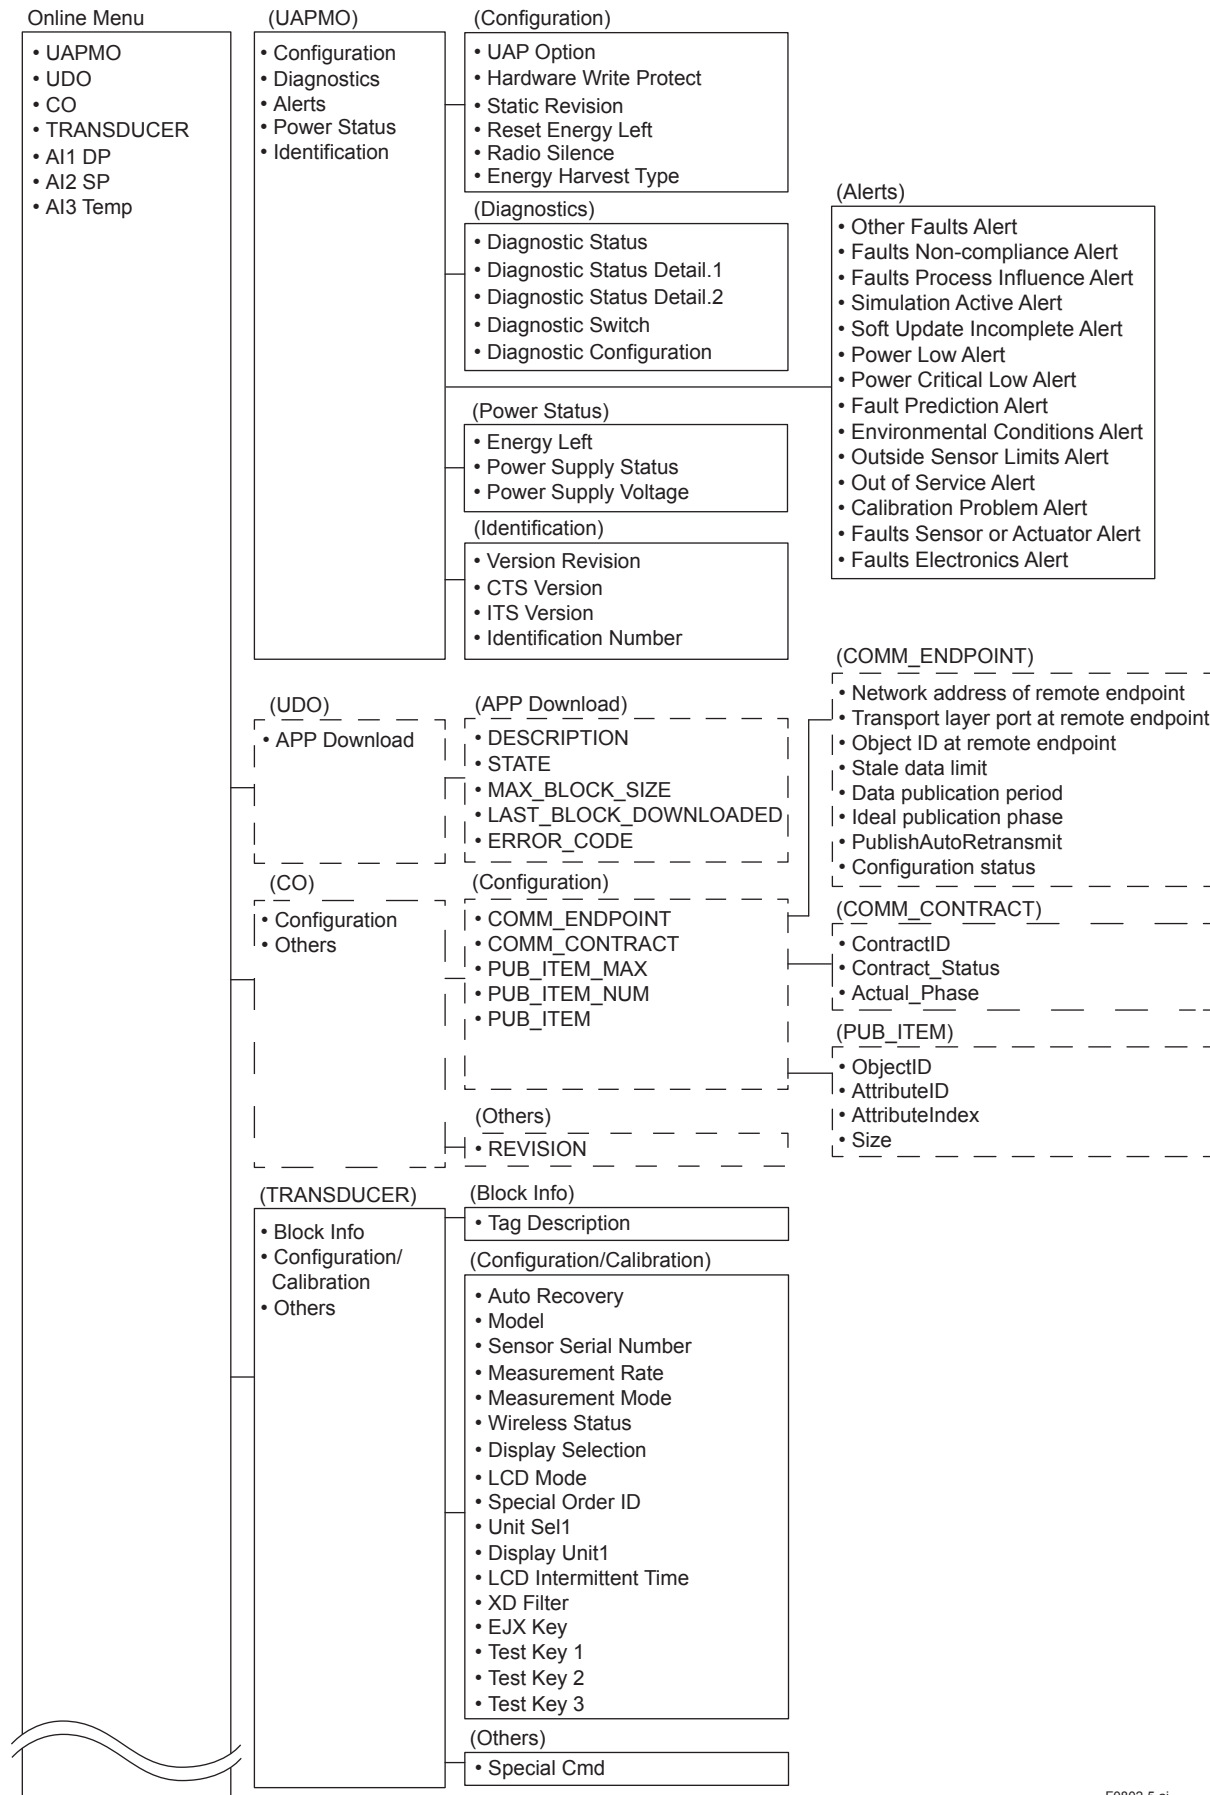 Online Menu
• UAPMO
• UDO
• CO
• TRANSDUCER
• AI1 DP
• AI2 SP
• AI3 Temp
(UAPMO)
• Configuration
• Diagnostics
• Alerts
• Power Status
• Identification
(Configuration)
• UAP Option
• Hardware Write Protect
• Static Revision
• Reset Energy Left
• Radio Silence
• Energy Harvest Type
(Diagnostics)
• Diagnostic Status
• Diagnostic Status Detail.1
• Diagnostic Status Detail.2
• Diagnostic Switch
• Diagnostic Configuration
(Alerts)
• Other Faults Alert
• Faults Non-compliance Alert
• Faults Process Influence Alert
• Simulation Active Alert
• Soft Update Incomplete Alert
• Power Low Alert
• Power Critical Low Alert
• Fault Prediction Alert
• Environmental Conditions Alert
• Outside Sensor Limits Alert
• Out of Service Alert
• Calibration Problem Alert
• Faults Sensor or Actuator Alert
• Faults Electronics Alert
(Power Status)
• Energy Left
• Power Supply Status
• Power Supply Voltage
(Identification)
• Version Revision
• CTS Version
• ITS Version
• Identification Number
(UDO)
• APP Download
(APP Download)
• DESCRIPTION
• STATE
• MAX_BLOCK_SIZE
• LAST_BLOCK_DOWNLOADED
• ERROR_CODE
(CO)
• Configuration
• Others
(Configuration)
• COMM_ENDPOINT
• COMM_CONTRACT
• PUB_ITEM_MAX
• PUB_ITEM_NUM
• PUB_ITEM
(COMM_ENDPOINT)
• Network address of remote endpoint
• Transport layer port at remote endpoint
• Object ID at remote endpoint
• Stale data limit
• Data publication period
• Ideal publication phase
• PublishAutoRetransmit
• Configuration status
(COMM_CONTRACT)
• ContractID
• Contract_Status
• Actual_Phase
(PUB_ITEM)
• ObjectID
• AttributeID
• AttributeIndex
• Size
(Others)
• REVISION
(TRANSDUCER)
• Block Info
• Configuration/
Calibration
• Others
(Block Info)
• Tag Description
(Configuration/Calibration)
• Auto Recovery
• Model
• Sensor Serial Number
• Measurement Rate
• Measurement Mode
• Wireless Status
• Display Selection
• LCD Mode
• Special Order ID
• Unit Sel1
• Display Unit1
• LCD Intermittent Time
• XD Filter
• EJX Key
• Test Key 1
• Test Key 2
• Test Key 3
(Others)
• Special Cmd